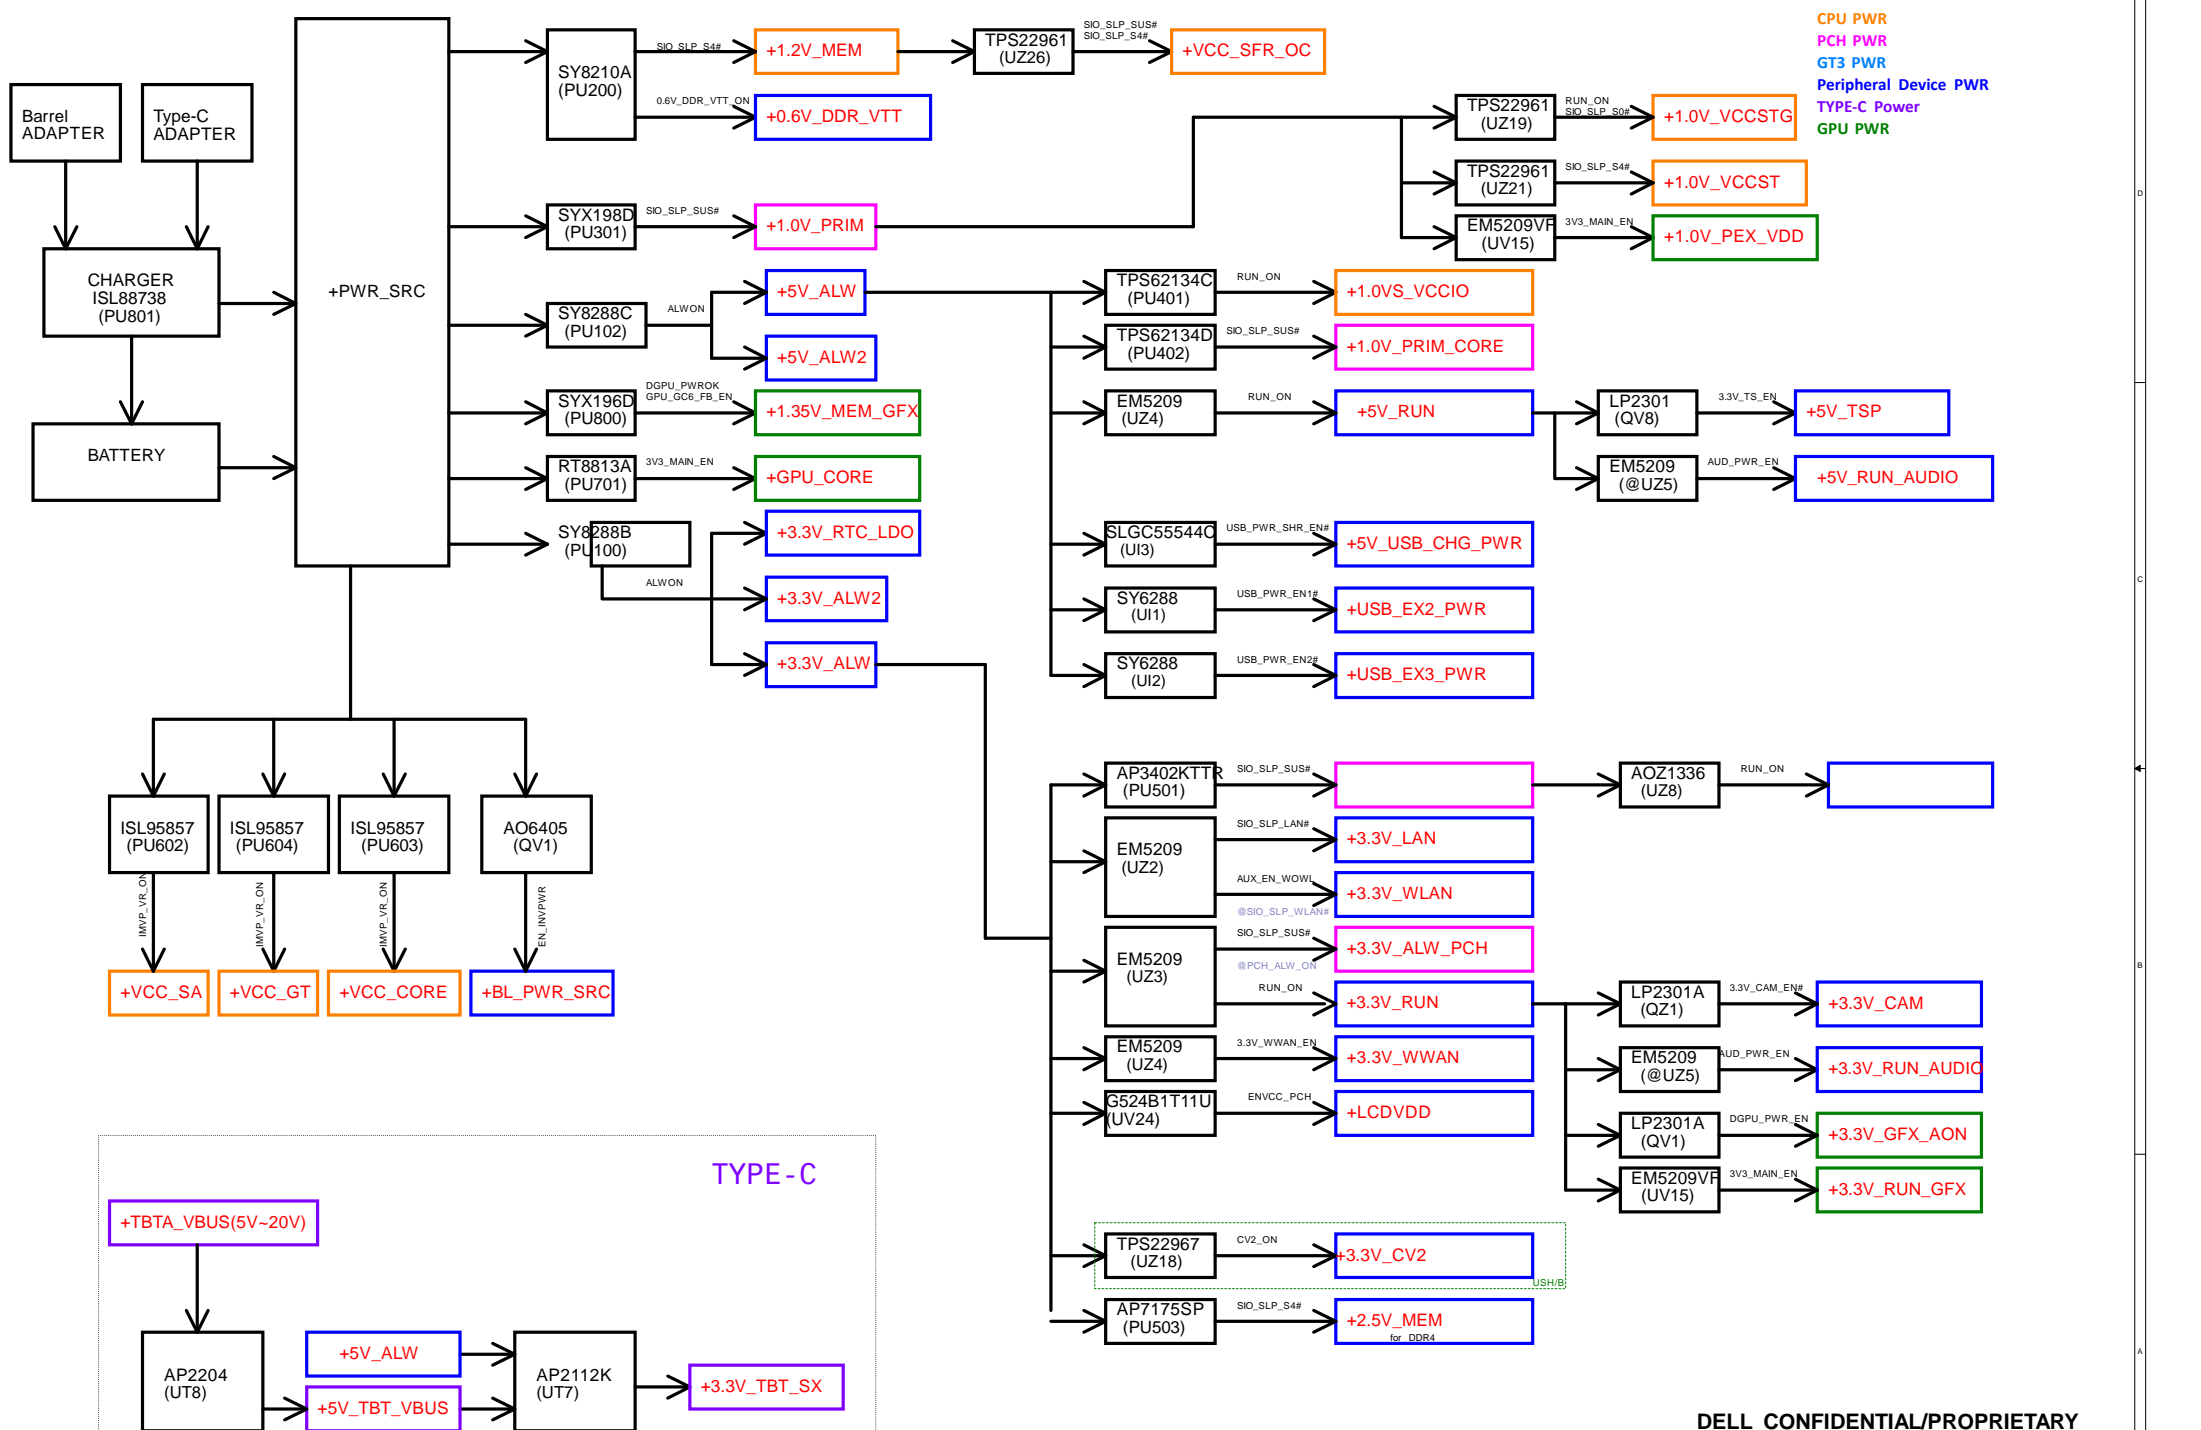 CPU PWR
PCH PWR
GT3 PWR
Peripheral Device PWR
TYPE-C Power
GPU PWR
Barrel
ADAPTER
Type-C
ADAPTER
CHARGER
ISL88738
(PU801)
BATTERY
+PWR_SRC
SY8210A
(PU200)
SIO_SLP_S4#
+1.2V_MEM
TPS22961
(UZ26)
SIO_SLP_SUS#
SIO_SLP_S4#
+VCC_SFR_OC
0.6V_DDR_VTT_ON
+0.6V_DDR_VTT
SYX198D
(PU301)
SIO_SLP_SUS#
+1.0V_PRIM
TPS22961
(UZ19)
RUN_ON
SIO_SLP_S0#
+1.0V_VCCSTG
TPS22961
(UZ21)
SIO_SLP_S4#
+1.0V_VCCST
EM5209VF
(UV15)
3V3_MAIN_EN
+1.0V_PEX_VDD
SY8288C
(PU102)
ALWON
+5V_ALW
+5V_ALW2
TPS62134C
(PU401)
RUN_ON
+1.0VS_VCCIO
TPS62134D
(PU402)
SIO_SLP_SUS#
+1.0V_PRIM_CORE
SYX196D
(PU800)
DGPU_PWROK
GPU_GC6_FB_EN
+1.35V_MEM_GFX
EM5209
(UZ4)
RUN_ON
+5V_RUN
LP2301
(QV8)
3.3V_TS_EN
+5V_TSP
EM5209
(@UZ5)
AUD_PWR_EN
+5V_RUN_AUDIO
RT8813A
(PU701)
3V3_MAIN_EN
+GPU_CORE
SY8288B
(PU100)
ALWON
+3.3V_RTC_LDO
+3.3V_ALW2
+3.3V_ALW
SLGC55544C
(UI3)
USB_PWR_SHR_EN#
+5V_USB_CHG_PWR
SY6288
(UI1)
USB_PWR_EN1#
+USB_EX2_PWR
SY6288
(UI2)
USB_PWR_EN2#
+USB_EX3_PWR
ISL95857
(PU602)
ISL95857
(PU604)
ISL95857
(PU603)
AO6405
(QV1)
IMVP_VR_ON
IMVP_VR_ON
IMVP_VR_ON
EN_INVPWR
+VCC_SA
+VCC_GT
+VCC_CORE
+BL_PWR_SRC
AP3402KTTR
(PU501)
SIO_SLP_SUS#
AOZ1336
(UZ8)
RUN_ON
EM5209
(UZ2)
SIO_SLP_LAN#
+3.3V_LAN
AUX_EN_WOWL
@SIO_SLP_WLAN#
+3.3V_WLAN
EM5209
(UZ3)
SIO_SLP_SUS#
@PCH_ALW_ON
+3.3V_ALW_PCH
RUN_ON
+3.3V_RUN
LP2301A
(QZ1)
3.3V_CAM_EN#
+3.3V_CAM
EM5209
(UZ4)
3.3V_WWAN_EN
+3.3V_WWAN
EM5209
(@UZ5)
AUD_PWR_EN
+3.3V_RUN_AUDIO
G524B1T11U
(UV24)
ENVCC_PCH
+LCDVDD
LP2301A
(QV1)
DGPU_PWR_EN
+3.3V_GFX_AON
EM5209VF
(UV15)
3V3_MAIN_EN
+3.3V_RUN_GFX
TPS22967
(UZ18)
CV2_ON
+3.3V_CV2
USH/B
AP7175SP
(PU503)
SIO_SLP_S4#
+2.5V_MEM
for DDR4
TYPE-C
+TBTA_VBUS(5V~20V)
AP2204
(UT8)
+5V_ALW
+5V_TBT_VBUS
AP2112K
(UT7)
+3.3V_TBT_SX
D
C
B
A
DELL CONFIDENTIAL/PROPRIETARY